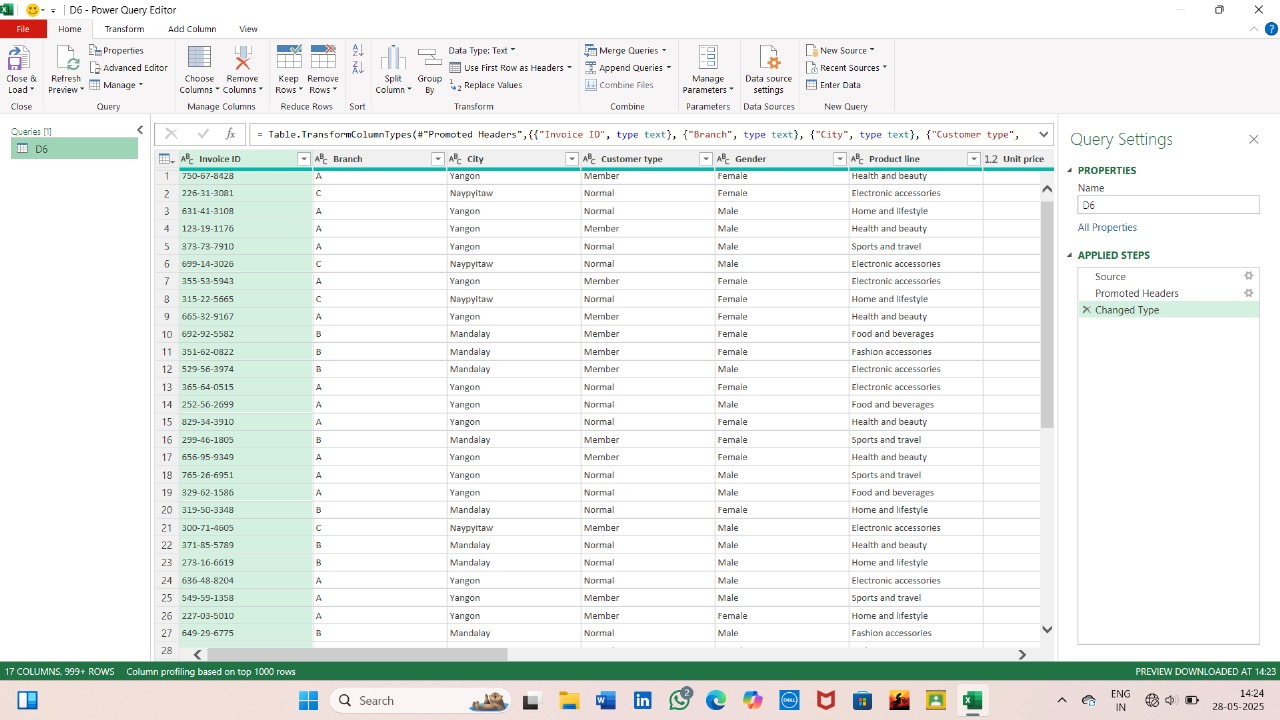 D6 - Power Query Editor
File Home Transform Add Column View
Close & Load
Refresh Preview
Properties
Advanced Editor
Manage
Choose Columns
Remove Columns
Keep Rows
Remove Rows
Split Column
Group By
Data Type: Text
Use First Row as Headers
Replace Values
Merge Queries
Append Queries
Combine Files
Manage Parameters
Data source settings
New Source
Recent Sources
Enter Data
Close Query Manage Columns Reduce Rows Sort Transform Combine Parameters Data Sources New Query
Queries [1]
D6
= Table.TransformColumnTypes(#"Promoted Headers",{{"Invoice ID", type text}, {"Branch", type text}, {"City", type text}, {"Customer type",
Invoice ID Branch City Customer type Gender Product line 1.2 Unit price
1 750-67-8428 A Yangon Member Female Health and beauty
2 226-31-3081 C Naypyitaw Normal Female Electronic accessories
3 631-41-3108 A Yangon Normal Male Home and lifestyle
4 123-19-1176 A Yangon Member Male Health and beauty
5 373-73-7910 A Yangon Normal Male Sports and travel
6 699-14-3026 C Naypyitaw Normal Male Electronic accessories
7 355-53-5943 A Yangon Member Female Electronic accessories
8 315-22-5665 C Naypyitaw Normal Female Home and lifestyle
9 665-32-9167 A Yangon Member Female Health and beauty
10 692-92-5582 B Mandalay Member Female Food and beverages
11 351-62-0822 B Mandalay Member Female Fashion accessories
12 529-56-3974 B Mandalay Member Male Electronic accessories
13 365-64-0515 A Yangon Normal Female Electronic accessories
14 252-56-2699 A Yangon Normal Male Food and beverages
15 829-34-3910 A Yangon Normal Female Health and beauty
16 299-46-1805 B Mandalay Member Female Sports and travel
17 656-95-9349 A Yangon Member Female Health and beauty
18 765-26-6951 A Yangon Normal Male Sports and travel
19 329-62-1586 A Yangon Normal Male Food and beverages
20 319-50-3348 B Mandalay Normal Female Home and lifestyle
21 300-71-4605 C Naypyitaw Member Male Electronic accessories
22 371-85-5789 B Mandalay Normal Male Health and beauty
23 273-16-6619 B Mandalay Normal Male Home and lifestyle
24 636-48-8204 A Yangon Normal Male Electronic accessories
25 549-59-1358 A Yangon Member Male Sports and travel
26 227-03-5010 A Yangon Member Female Home and lifestyle
27 649-29-6775 B Mandalay Normal Male Fashion accessories
28
Query Settings
PROPERTIES
Name
D6
All Properties
APPLIED STEPS
Source
Promoted Headers
Changed Type
17 COLUMNS, 999+ ROWS Column profiling based on top 1000 rows PREVIEW DOWNLOADED AT 14:23
Search
2
ENG
IN
14:24
28-05-2025